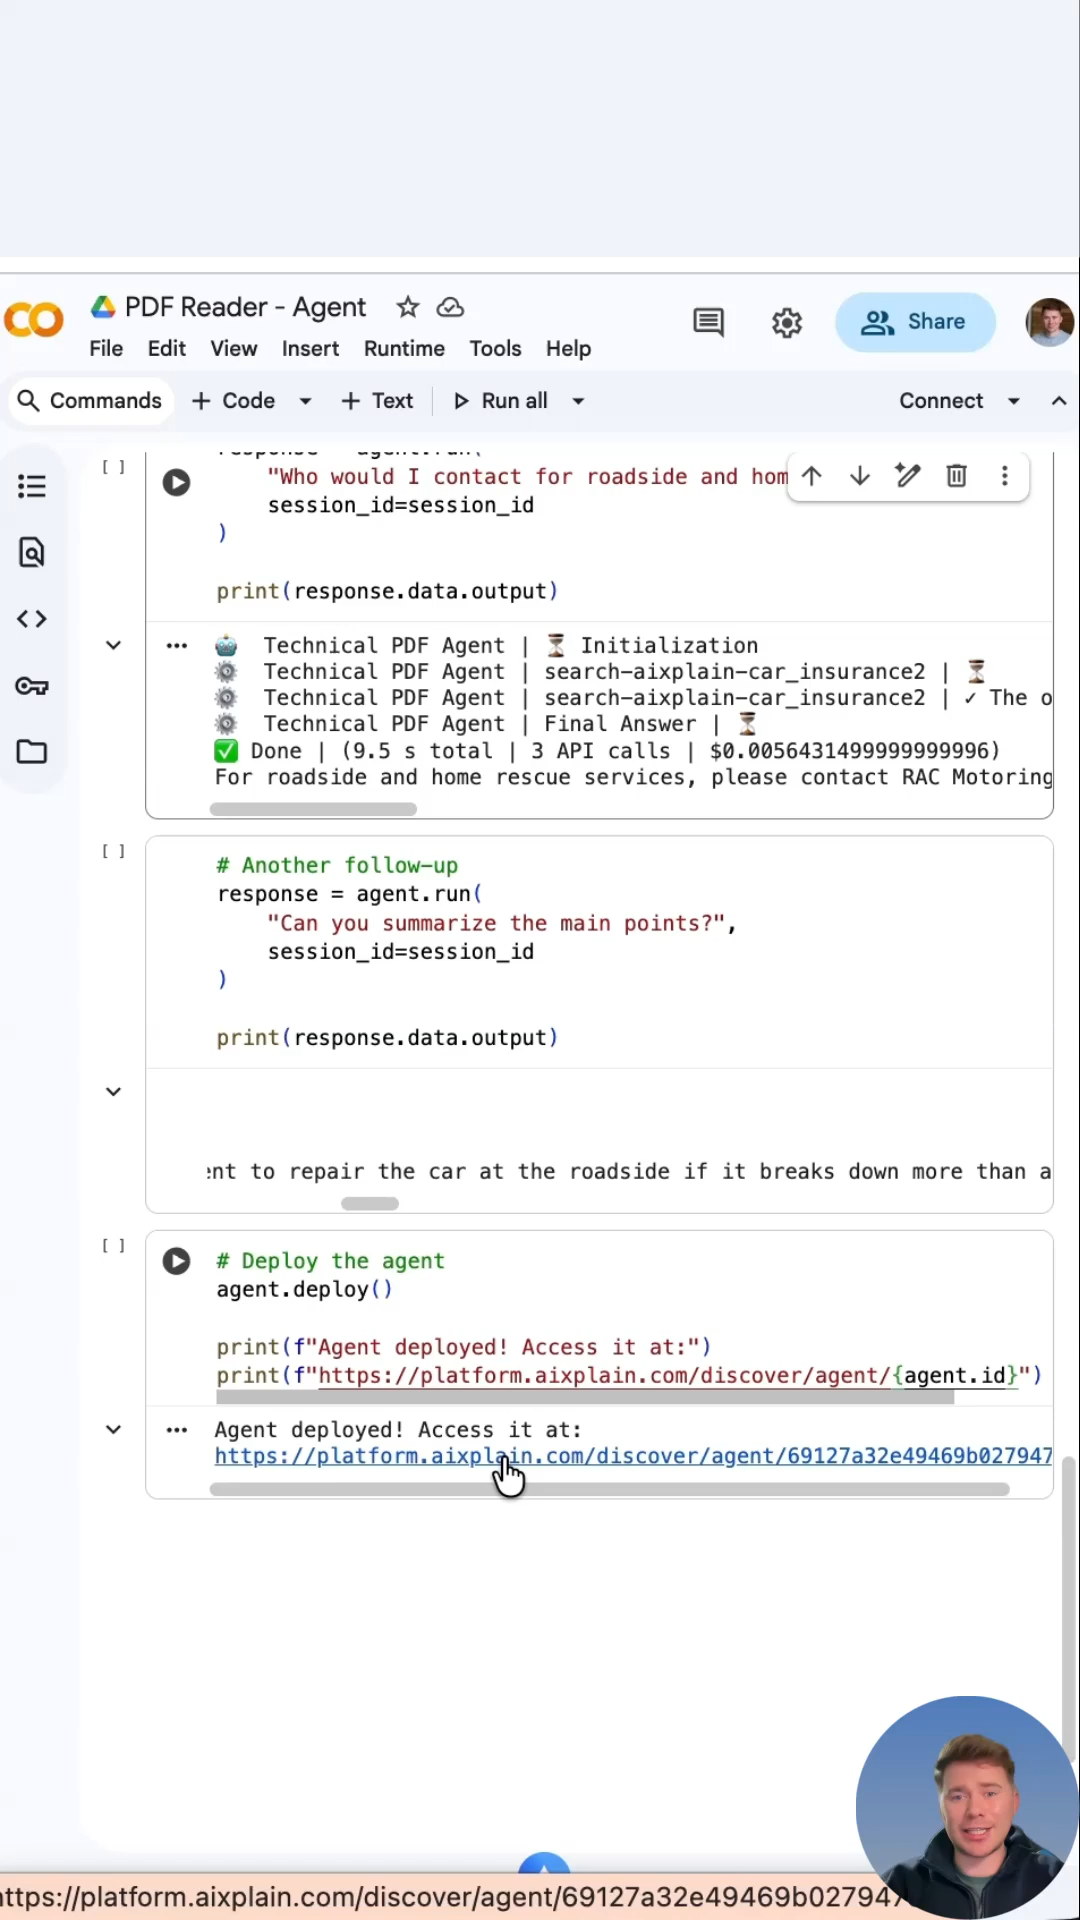 PDF Reader - Agent
Share
File Edit View Insert Runtime Tools Help
Commands + Code + Text Run all Connect
[ ]
"Who would I contact for roadside and hom
session_id=session_id
)
print(response.data.output)
Technical PDF Agent | ⏳ Initialization
Technical PDF Agent | search-aixplain-car_insurance2 | ⏳
Technical PDF Agent | search-aixplain-car_insurance2 | ✓ The o
Technical PDF Agent | Final Answer | ⏳
✅ Done | (9.5 s total | 3 API calls | $0.0056431499999999996)
For roadside and home rescue services, please contact RAC Motoring
[ ]
# Another follow-up
response = agent.run(
"Can you summarize the main points?",
session_id=session_id
)
print(response.data.output)
ent to repair the car at the roadside if it breaks down more than a
[ ]
# Deploy the agent
agent.deploy()
print(f"Agent deployed! Access it at:")
print(f"https://platform.aixplain.com/discover/agent/{agent.id}")
Agent deployed! Access it at:
https://platform.aixplain.com/discover/agent/69127a32e49469b027947
ttps://platform.aixplain.com/discover/agent/69127a32e49469b02794